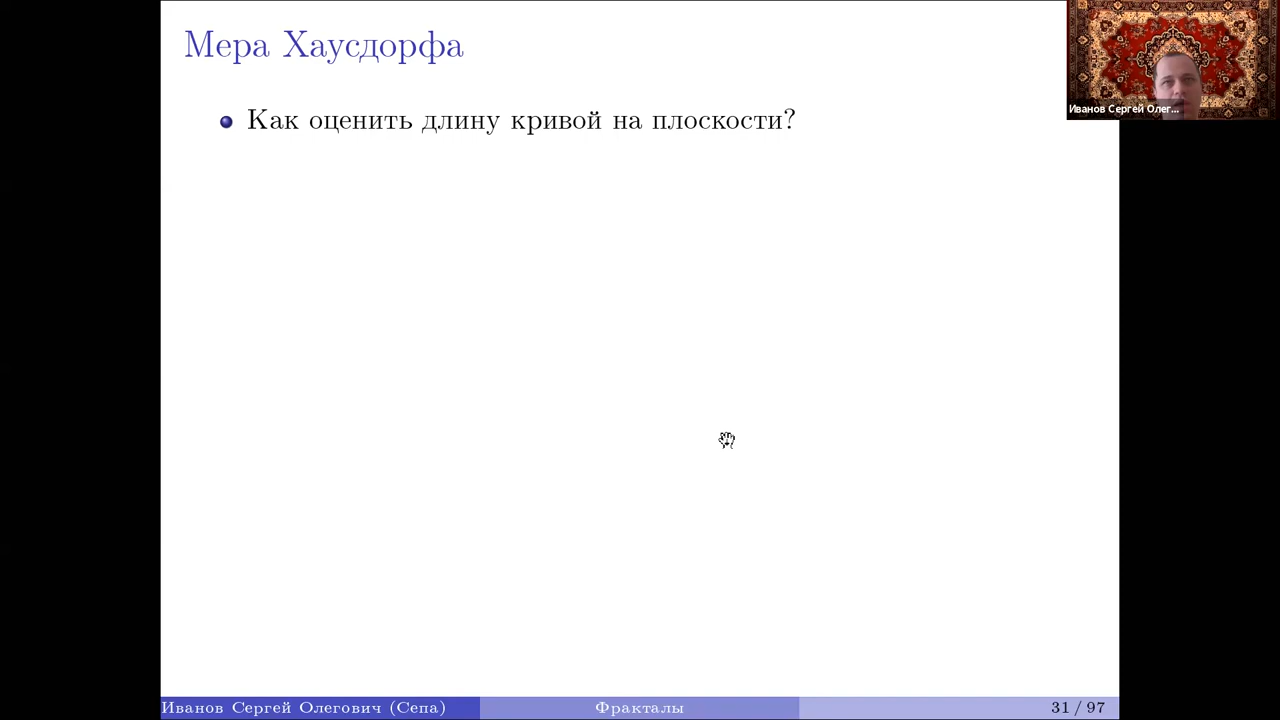 Мера Хаусдорфа
Иванов Сергей Олег...
Как оценить длину кривой на плоскости?
Иванов Сергей Олегович (Сепа)
Фракталы
31 / 97